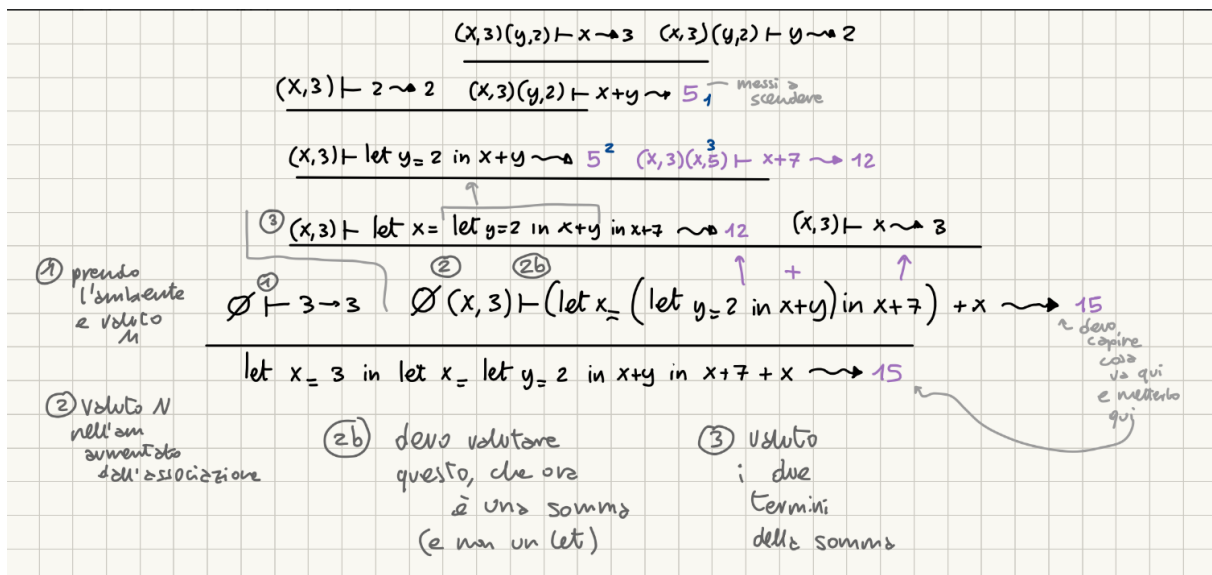 (x,3)(y,2) ⊢ x ⇝ 3   (x,3)(y,2) ⊢ y ⇝ 2
(x,3) ⊢ 2 ⇝ 2   (x,3)(y,2) ⊢ x+y ⇝ 5 1   messi a
scendere
(x,3) ⊢ let y = 2 in x+y ⇝ 5 2   (x,3)(x,5) 3 ⊢ x+7 ⇝ 12
③ (x,3) ⊢ let x = let y=2 in x+y in x+7 ⇝ 12   (x,3) ⊢ x ⇝ 3
① prendo
l'ambiente
e valuto
M
① ② 2b ↑ + ↑
∅ ⊢ 3 → 3   ∅ (x,3) ⊢ (let x = (let y = 2 in x+y) in x+7) + x ⇝ 15
let x = 3 in let x = let y = 2 in x+y in x+7 + x ⇝ 15
devo
capire
cosa
va qui
e metterlo
qui
② valuto N
nell'am
aumentato
dall'associazione
2b devo valutare
questo, che ora
è una somma
(e non un let)
③ valuto
i due
termini
della somma